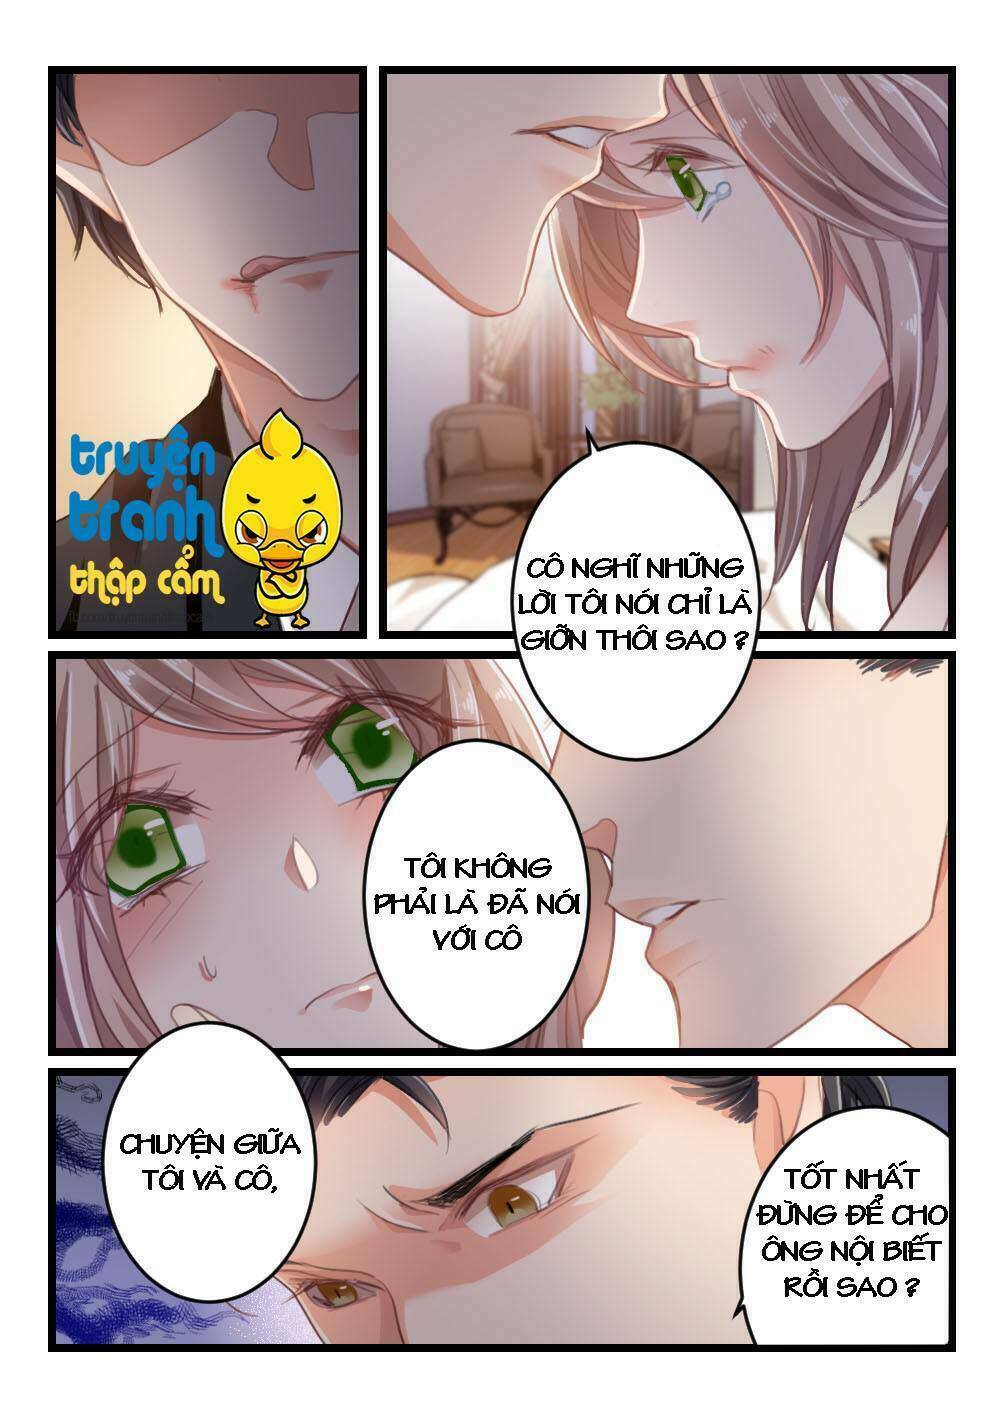 truyện
tranh
thập cẩm
CÔ NGHĨ NHỮNG
LỜI TÔI NÓI CHỈ LÀ
GIỠN THÔI SAO ?
TÔI KHÔNG
PHẢI LÀ ĐÃ NÓI
VỚI CÔ
CHUYỆN GIỮA
TÔI VÀ CÔ,
TỐT NHẤT
ĐỪNG ĐỂ CHO
ÔNG NỘI BIẾT
RỒI SAO ?